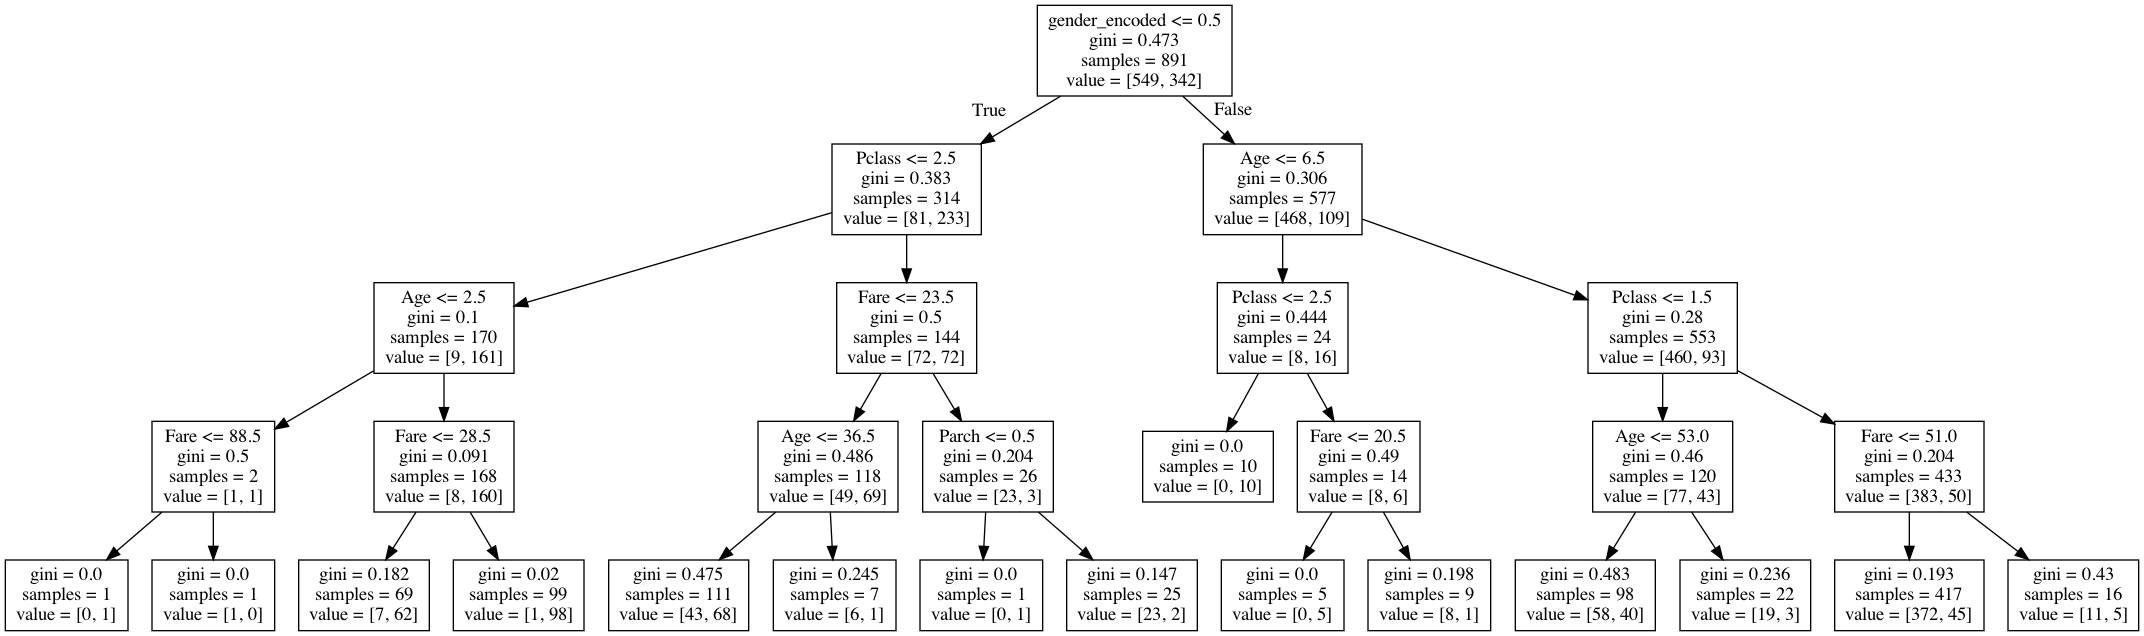 gender_encoded <= 0.5
gini = 0.473
samples = 891
value = [549, 342]
True
False
Pclass <= 2.5
gini = 0.383
samples = 314
value = [81, 233]
Age <= 6.5
gini = 0.306
samples = 577
value = [468, 109]
Age <= 2.5
gini = 0.1
samples = 170
value = [9, 161]
Fare <= 23.5
gini = 0.5
samples = 144
value = [72, 72]
Pclass <= 2.5
gini = 0.444
samples = 24
value = [8, 16]
Pclass <= 1.5
gini = 0.28
samples = 553
value = [460, 93]
Fare <= 88.5
gini = 0.5
samples = 2
value = [1, 1]
Fare <= 28.5
gini = 0.091
samples = 168
value = [8, 160]
Age <= 36.5
gini = 0.486
samples = 118
value = [49, 69]
Parch <= 0.5
gini = 0.204
samples = 26
value = [23, 3]
gini = 0.0
samples = 10
value = [0, 10]
Fare <= 20.5
gini = 0.49
samples = 14
value = [8, 6]
Age <= 53.0
gini = 0.46
samples = 120
value = [77, 43]
Fare <= 51.0
gini = 0.204
samples = 433
value = [383, 50]
gini = 0.0
samples = 1
value = [0, 1]
gini = 0.0
samples = 1
value = [1, 0]
gini = 0.182
samples = 69
value = [7, 62]
gini = 0.02
samples = 99
value = [1, 98]
gini = 0.475
samples = 111
value = [43, 68]
gini = 0.245
samples = 7
value = [6, 1]
gini = 0.0
samples = 1
value = [0, 1]
gini = 0.147
samples = 25
value = [23, 2]
gini = 0.0
samples = 5
value = [0, 5]
gini = 0.198
samples = 9
value = [8, 1]
gini = 0.483
samples = 98
value = [58, 40]
gini = 0.236
samples = 22
value = [19, 3]
gini = 0.193
samples = 417
value = [372, 45]
gini = 0.43
samples = 16
value = [11, 5]